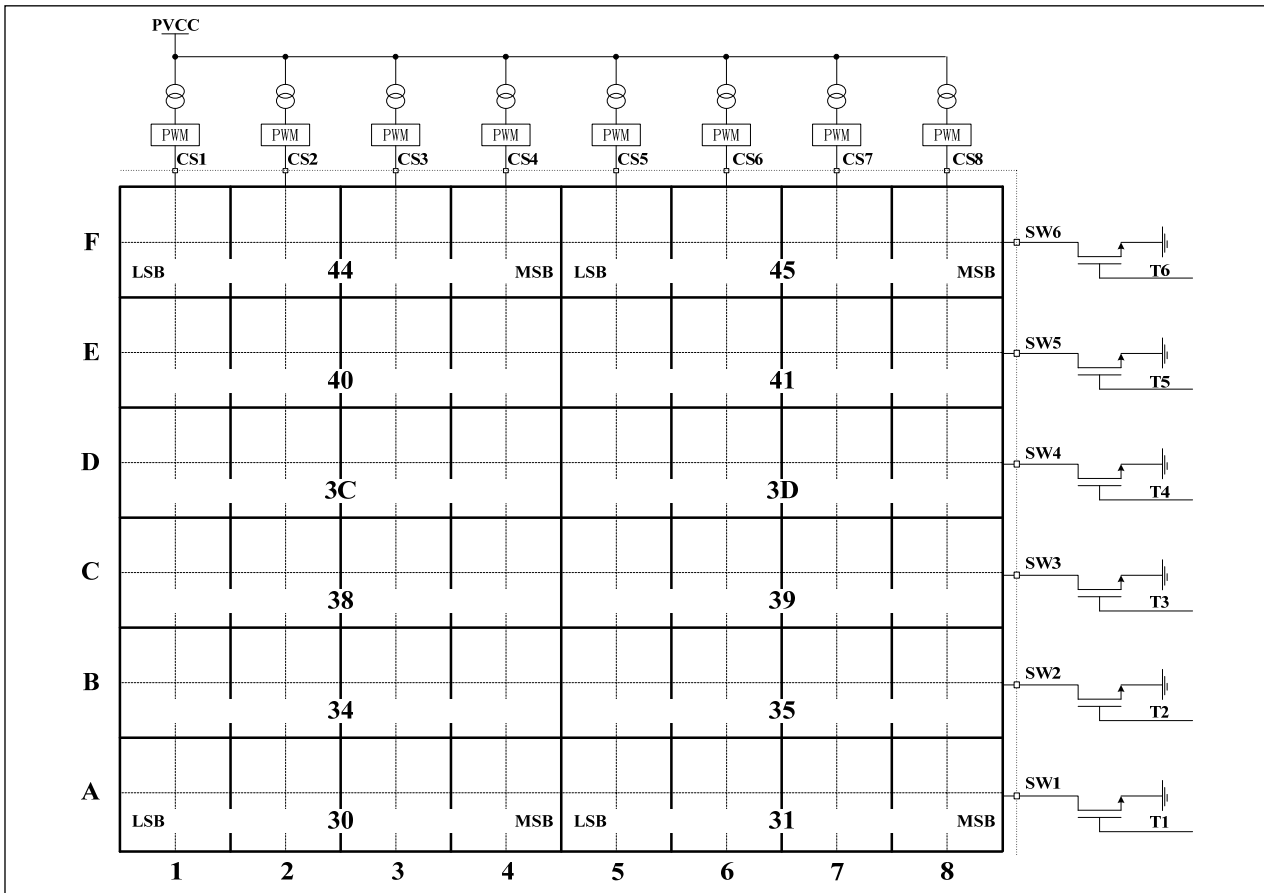 PVCC
PWM PWM PWM PWM PWM PWM PWM PWM
CS1 CS2 CS3 CS4 CS5 CS6 CS7 CS8
F SW6
LSB 44 MSB LSB 45 MSB T6
E SW5
40 41 T5
D SW4
3C 3D T4
C SW3
38 39 T3
B SW2
34 35 T2
A SW1
LSB 30 MSB LSB 31 MSB T1
1 2 3 4 5 6 7 8